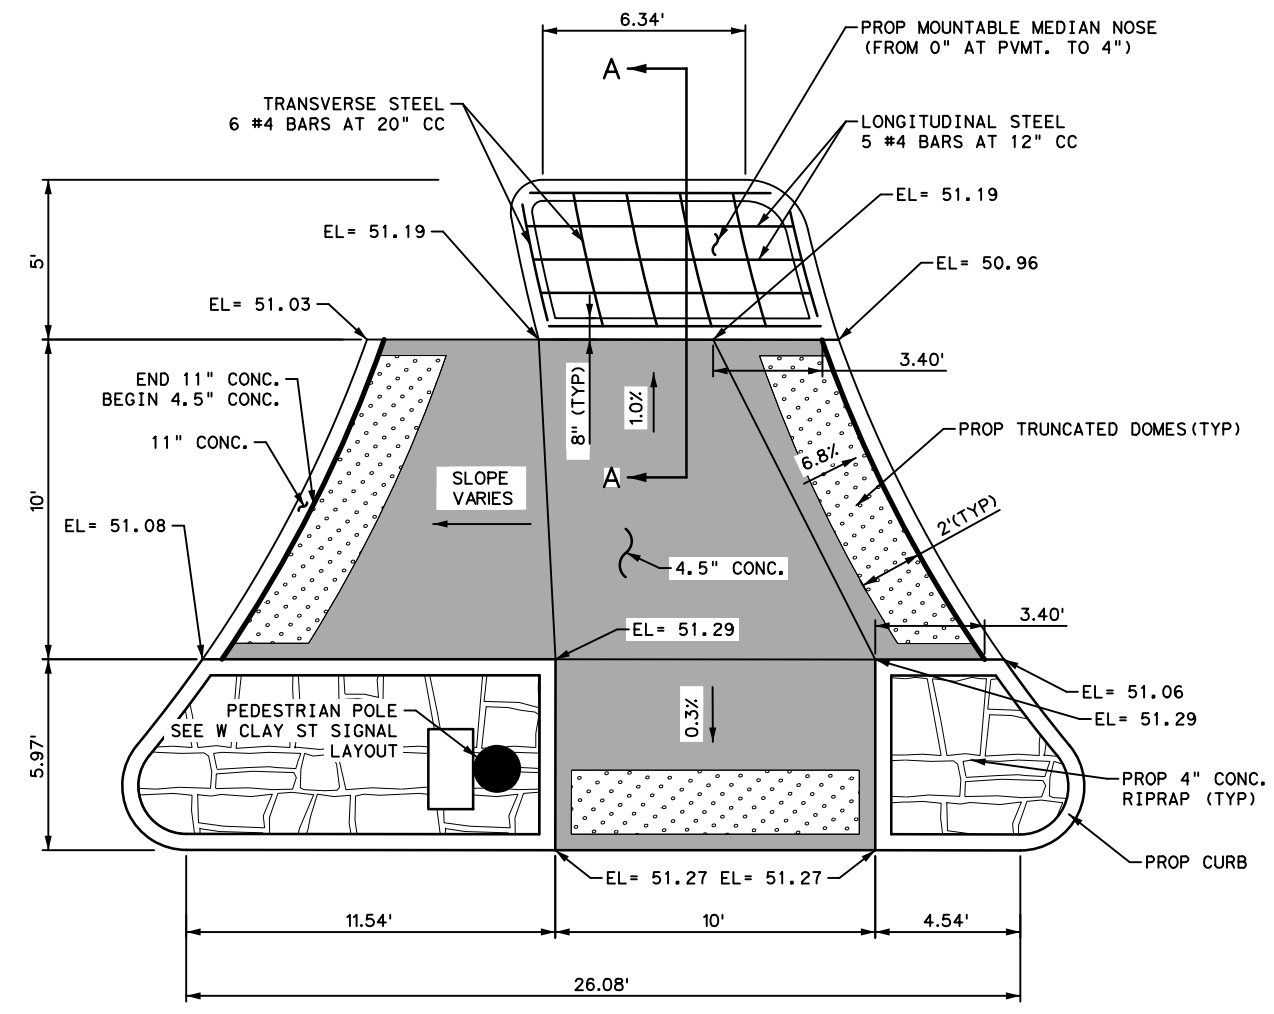 6.34'
PROP MOUNTABLE MEDIAN NOSE
(FROM 0" AT PVMT. TO 4")
A
TRANSVERSE STEEL
6 #4 BARS AT 20" CC
LONGITUDINAL STEEL
5 #4 BARS AT 12" CC
EL= 51.19
EL= 51.19
5'
EL= 50.96
EL= 51.03
3.40'
END 11" CONC.
BEGIN 4.5" CONC.
8" (TYP)
1.0%
11" CONC.
PROP TRUNCATED DOMES(TYP)
6.8%
A
SLOPE
VARIES
10'
2'(TYP)
EL= 51.08
4.5" CONC.
3.40'
EL= 51.29
EL= 51.06
EL= 51.29
0.3%
PEDESTRIAN POLE
SEE W CLAY ST SIGNAL
LAYOUT
5.97'
PROP 4" CONC.
RIPRAP (TYP)
PROP CURB
EL= 51.27 EL= 51.27
11.54'
10'
4.54'
26.08'